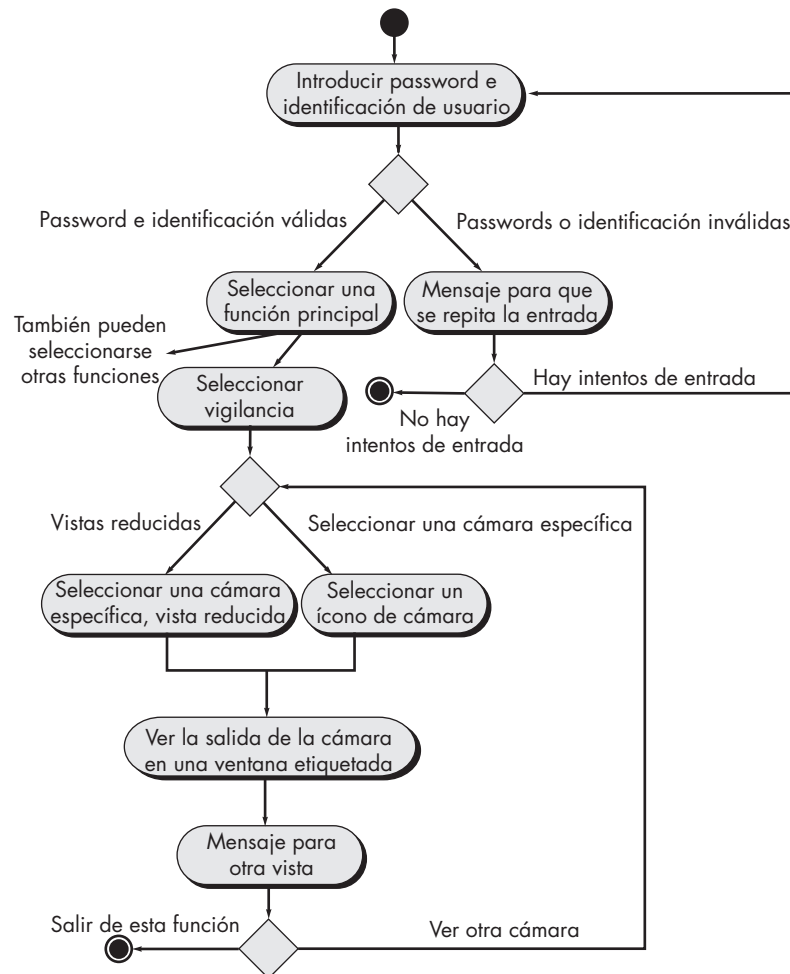 Introducir password e
identificación de usuario
Password e identificación válidas
Passwords o identificación inválidas
Seleccionar una
función principal
Mensaje para que
se repita la entrada
También pueden
seleccionarse
otras funciones
Seleccionar
vigilancia
Hay intentos de entrada
No hay
intentos de entrada
Vistas reducidas
Seleccionar una cámara específica
Seleccionar una cámara
específica, vista reducida
Seleccionar un
ícono de cámara
Ver la salida de la cámara
en una ventana etiquetada
Mensaje para
otra vista
Salir de esta función
Ver otra cámara